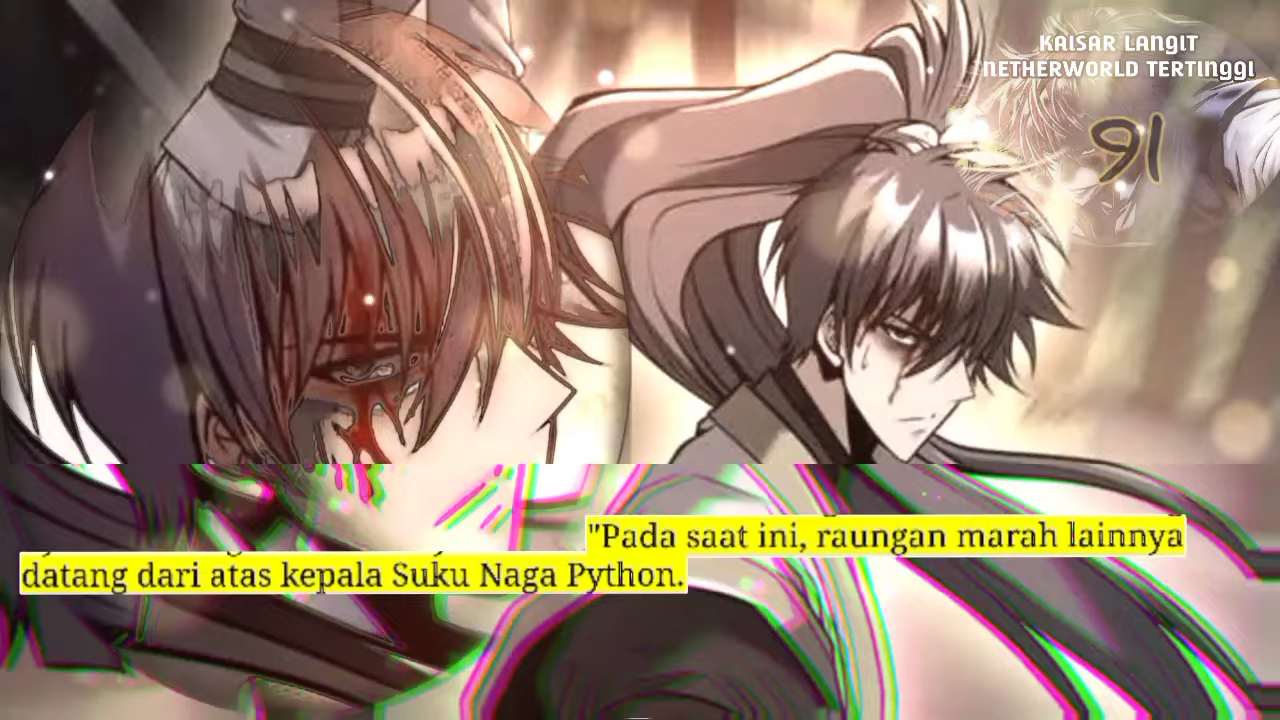 KAISAR LANGIT
NETHERWORLD TERTINGGI
91
"Pada saat ini, raungan marah lainnya
datang dari atas kepala Suku Naga Python.